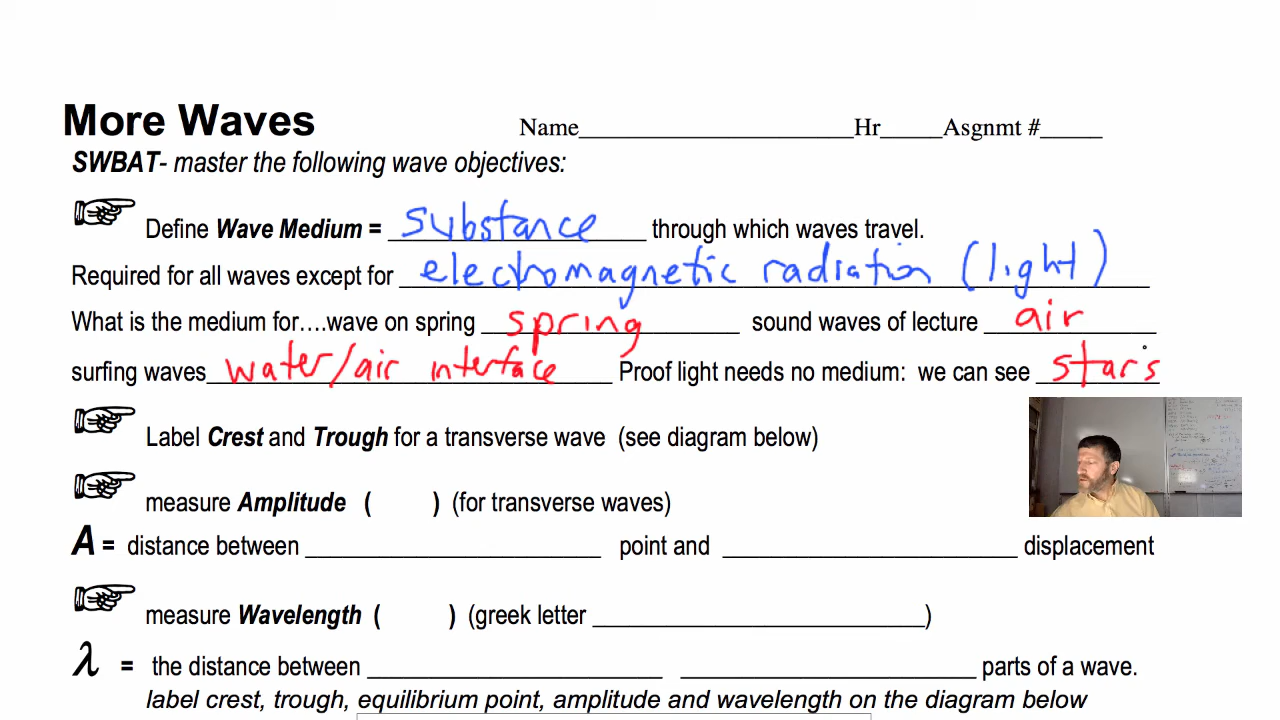 More Waves Name______________________Hr_____Asgnmt #_____
SWBAT- master the following wave objectives:
Define Wave Medium = substance through which waves travel.
Required for all waves except for electromagnetic radiation (light)
What is the medium for....wave on spring spring sound waves of lecture air
surfing waves water/air interface Proof light needs no medium: we can see stars
Label Crest and Trough for a transverse wave (see diagram below)
measure Amplitude ( ) (for transverse waves)
A = distance between ____________________ point and ____________________ displacement
measure Wavelength ( ) (greek letter ______________________)
λ = the distance between ____________________ ____________________ parts of a wave.
label crest, trough, equilibrium point, amplitude and wavelength on the diagram below